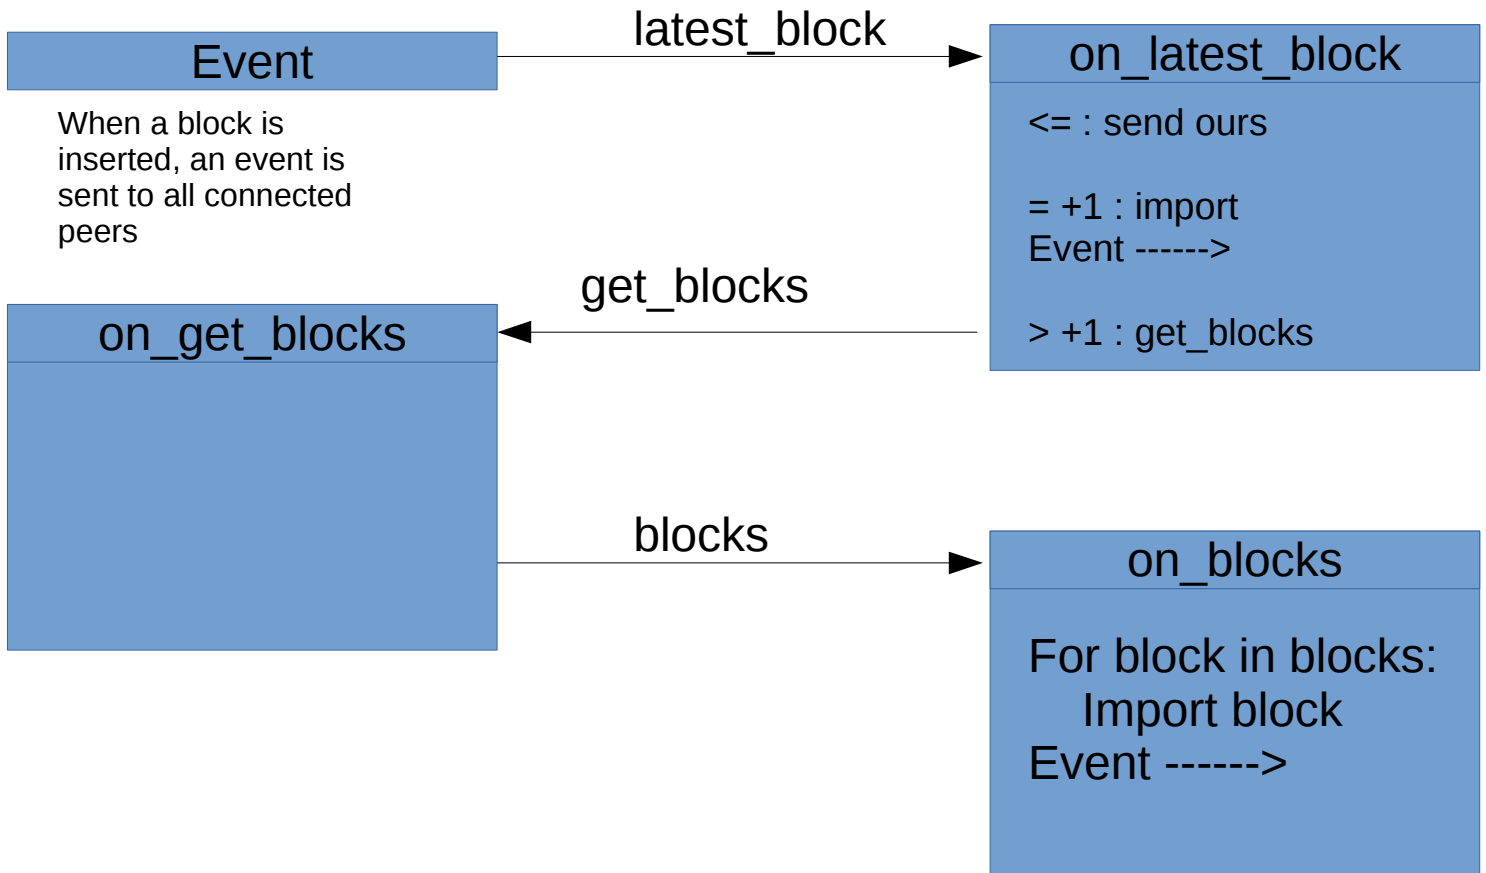 Event
latest_block
on_latest_block
When a block is
inserted, an event is
sent to all connected
peers
<= : send ours
= +1 : import
Event ------>
> +1 : get_blocks
get_blocks
on_get_blocks
blocks
on_blocks
For block in blocks:
Import block
Event ------>